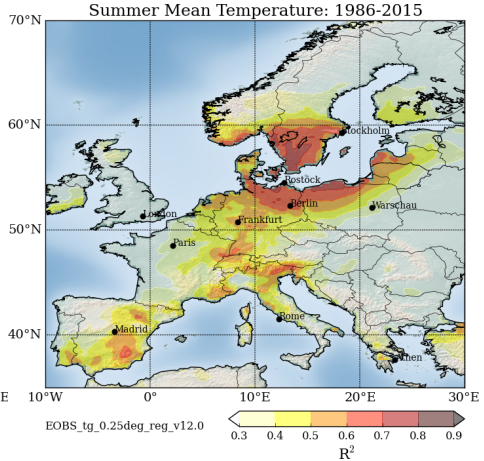 Summer Mean Temperature: 1986-2015
70°N
60°N
Stockholm
Rostöck
London
Berlin
Warschau
Frankfurt
50°N
Paris
Madrid
Rome
40°N
Athen
E 10°W 0° 10°E 20°E 30°E
EOBS_tg_0.25deg_reg_v12.0
0.3 0.4 0.5 0.6 0.7 0.8 0.9
R²